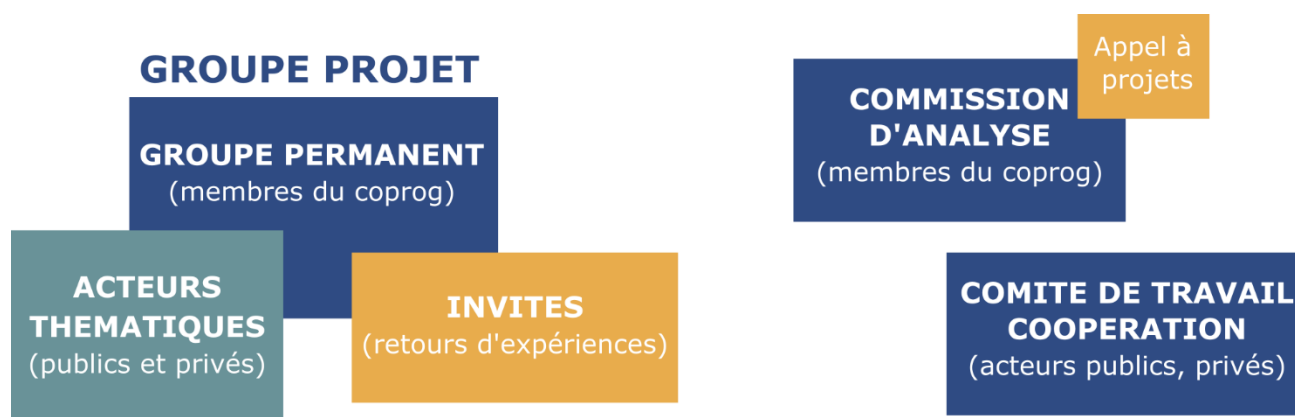 GROUPE PROJET
GROUPE PERMANENT
(membres du coprog)
ACTEURS
THEMATIQUES
(publics et privés)
INVITES
(retours d'expériences)
Appel à
projets
COMMISSION
D'ANALYSE
(membres du coprog)
COMITE DE TRAVAIL
COOPERATION
(acteurs publics, privés)